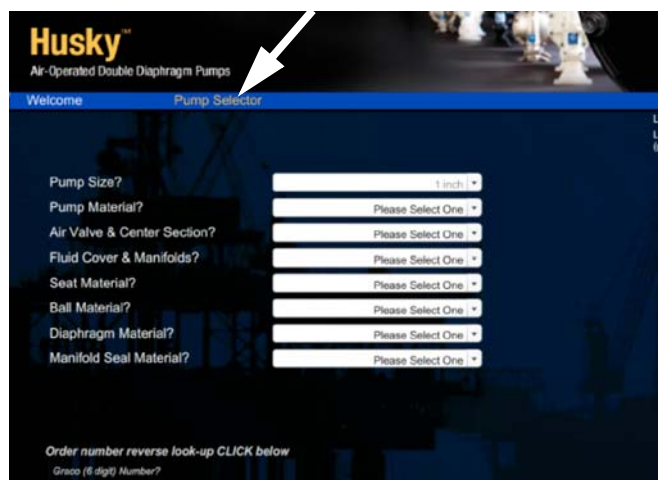 Husky™
Air-Operated Double Diaphragm Pumps
Welcome Pump Selector
Pump Size? 1 inch
Pump Material? Please Select One
Air Valve & Center Section? Please Select One
Fluid Cover & Manifolds? Please Select One
Seat Material? Please Select One
Ball Material? Please Select One
Diaphragm Material? Please Select One
Manifold Seal Material? Please Select One
Order number reverse look-up CLICK below
Graco (6 digit) Number?